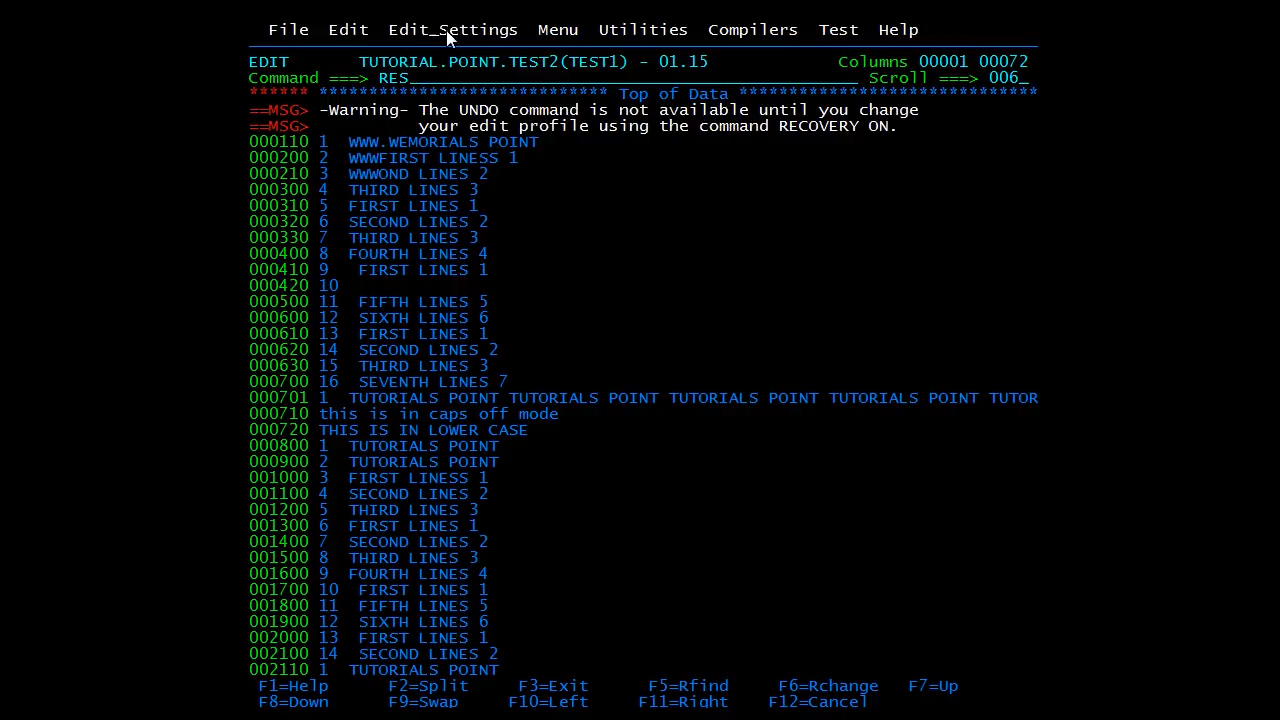 File  Edit  Edit_Settings  Menu  Utilities  Compilers  Test  Help
EDIT       TUTORIAL.POINT.TEST2(TEST1) - 01.15             Columns 00001 00072
Command ===> RES_____________________________________________ Scroll ===> 006_
****** ***************************** Top of Data ******************************
==MSG> -Warning- The UNDO command is not available until you change
==MSG>           your edit profile using the command RECOVERY ON.
000110 1  WWW.WEMORIALS POINT
000200 2  WWWFIRST LINESS 1
000210 3  WWWOND LINES 2
000300 4  THIRD LINES 3
000310 5  FIRST LINES 1
000320 6  SECOND LINES 2
000330 7  THIRD LINES 3
000400 8  FOURTH LINES 4
000410 9   FIRST LINES 1
000420 10
000500 11  FIFTH LINES 5
000600 12  SIXTH LINES 6
000610 13  FIRST LINES 1
000620 14  SECOND LINES 2
000630 15  THIRD LINES 3
000700 16  SEVENTH LINES 7
000701 1  TUTORIALS POINT TUTORIALS POINT TUTORIALS POINT TUTORIALS POINT TUTOR
000710 this is in caps off mode
000720 THIS IS IN LOWER CASE
000800 1  TUTORIALS POINT
000900 2  TUTORIALS POINT
001000 3  FIRST LINESS 1
001100 4  SECOND LINES 2
001200 5  THIRD LINES 3
001300 6  FIRST LINES 1
001400 7  SECOND LINES 2
001500 8  THIRD LINES 3
001600 9  FOURTH LINES 4
001700 10  FIRST LINES 1
001800 11  FIFTH LINES 5
001900 12  SIXTH LINES 6
002000 13  FIRST LINES 1
002100 14  SECOND LINES 2
002110 1  TUTORIALS POINT
F1=Help      F2=Split     F3=Exit      F5=Rfind     F6=Rchange   F7=Up
F8=Down      F9=Swap     F10=Left     F11=Right    F12=Cancel